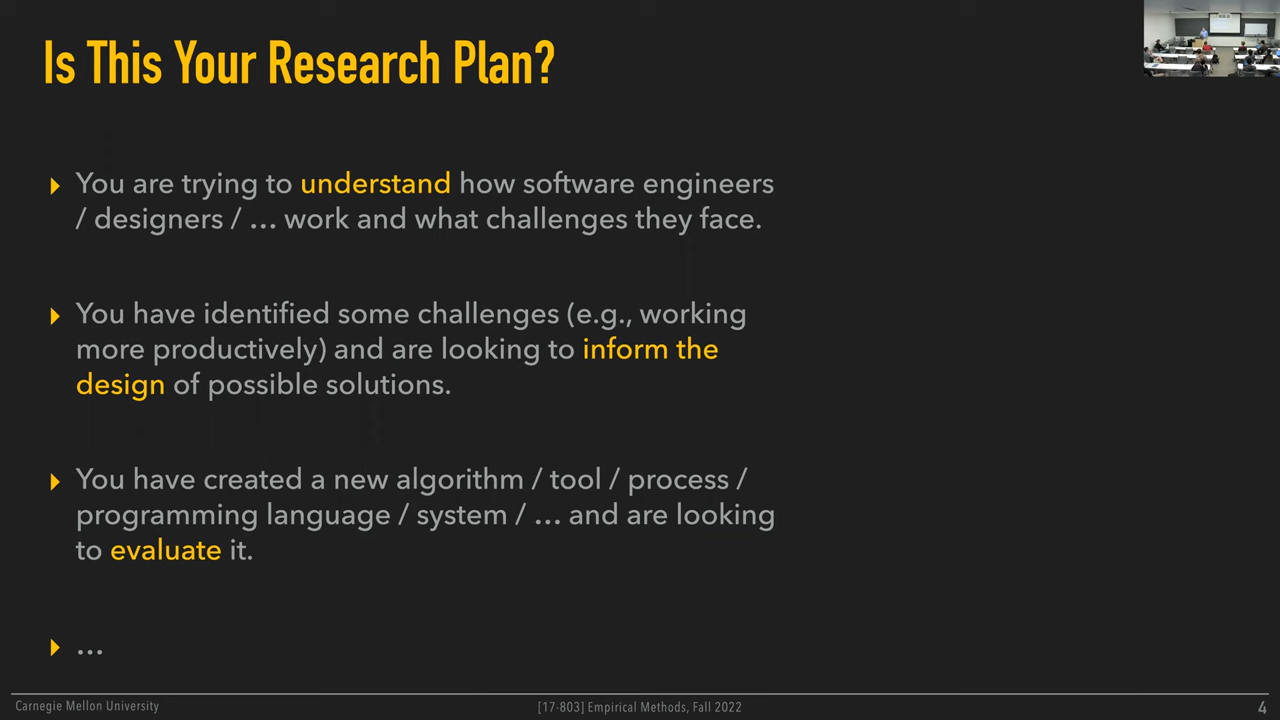 Is This Your Research Plan?
You are trying to understand how software engineers
/ designers / ... work and what challenges they face.
You have identified some challenges (e.g., working
more productively) and are looking to inform the
design of possible solutions.
You have created a new algorithm / tool / process /
programming language / system / ... and are looking
to evaluate it.
...
Carnegie Mellon University
[17-803] Empirical Methods, Fall 2022
4